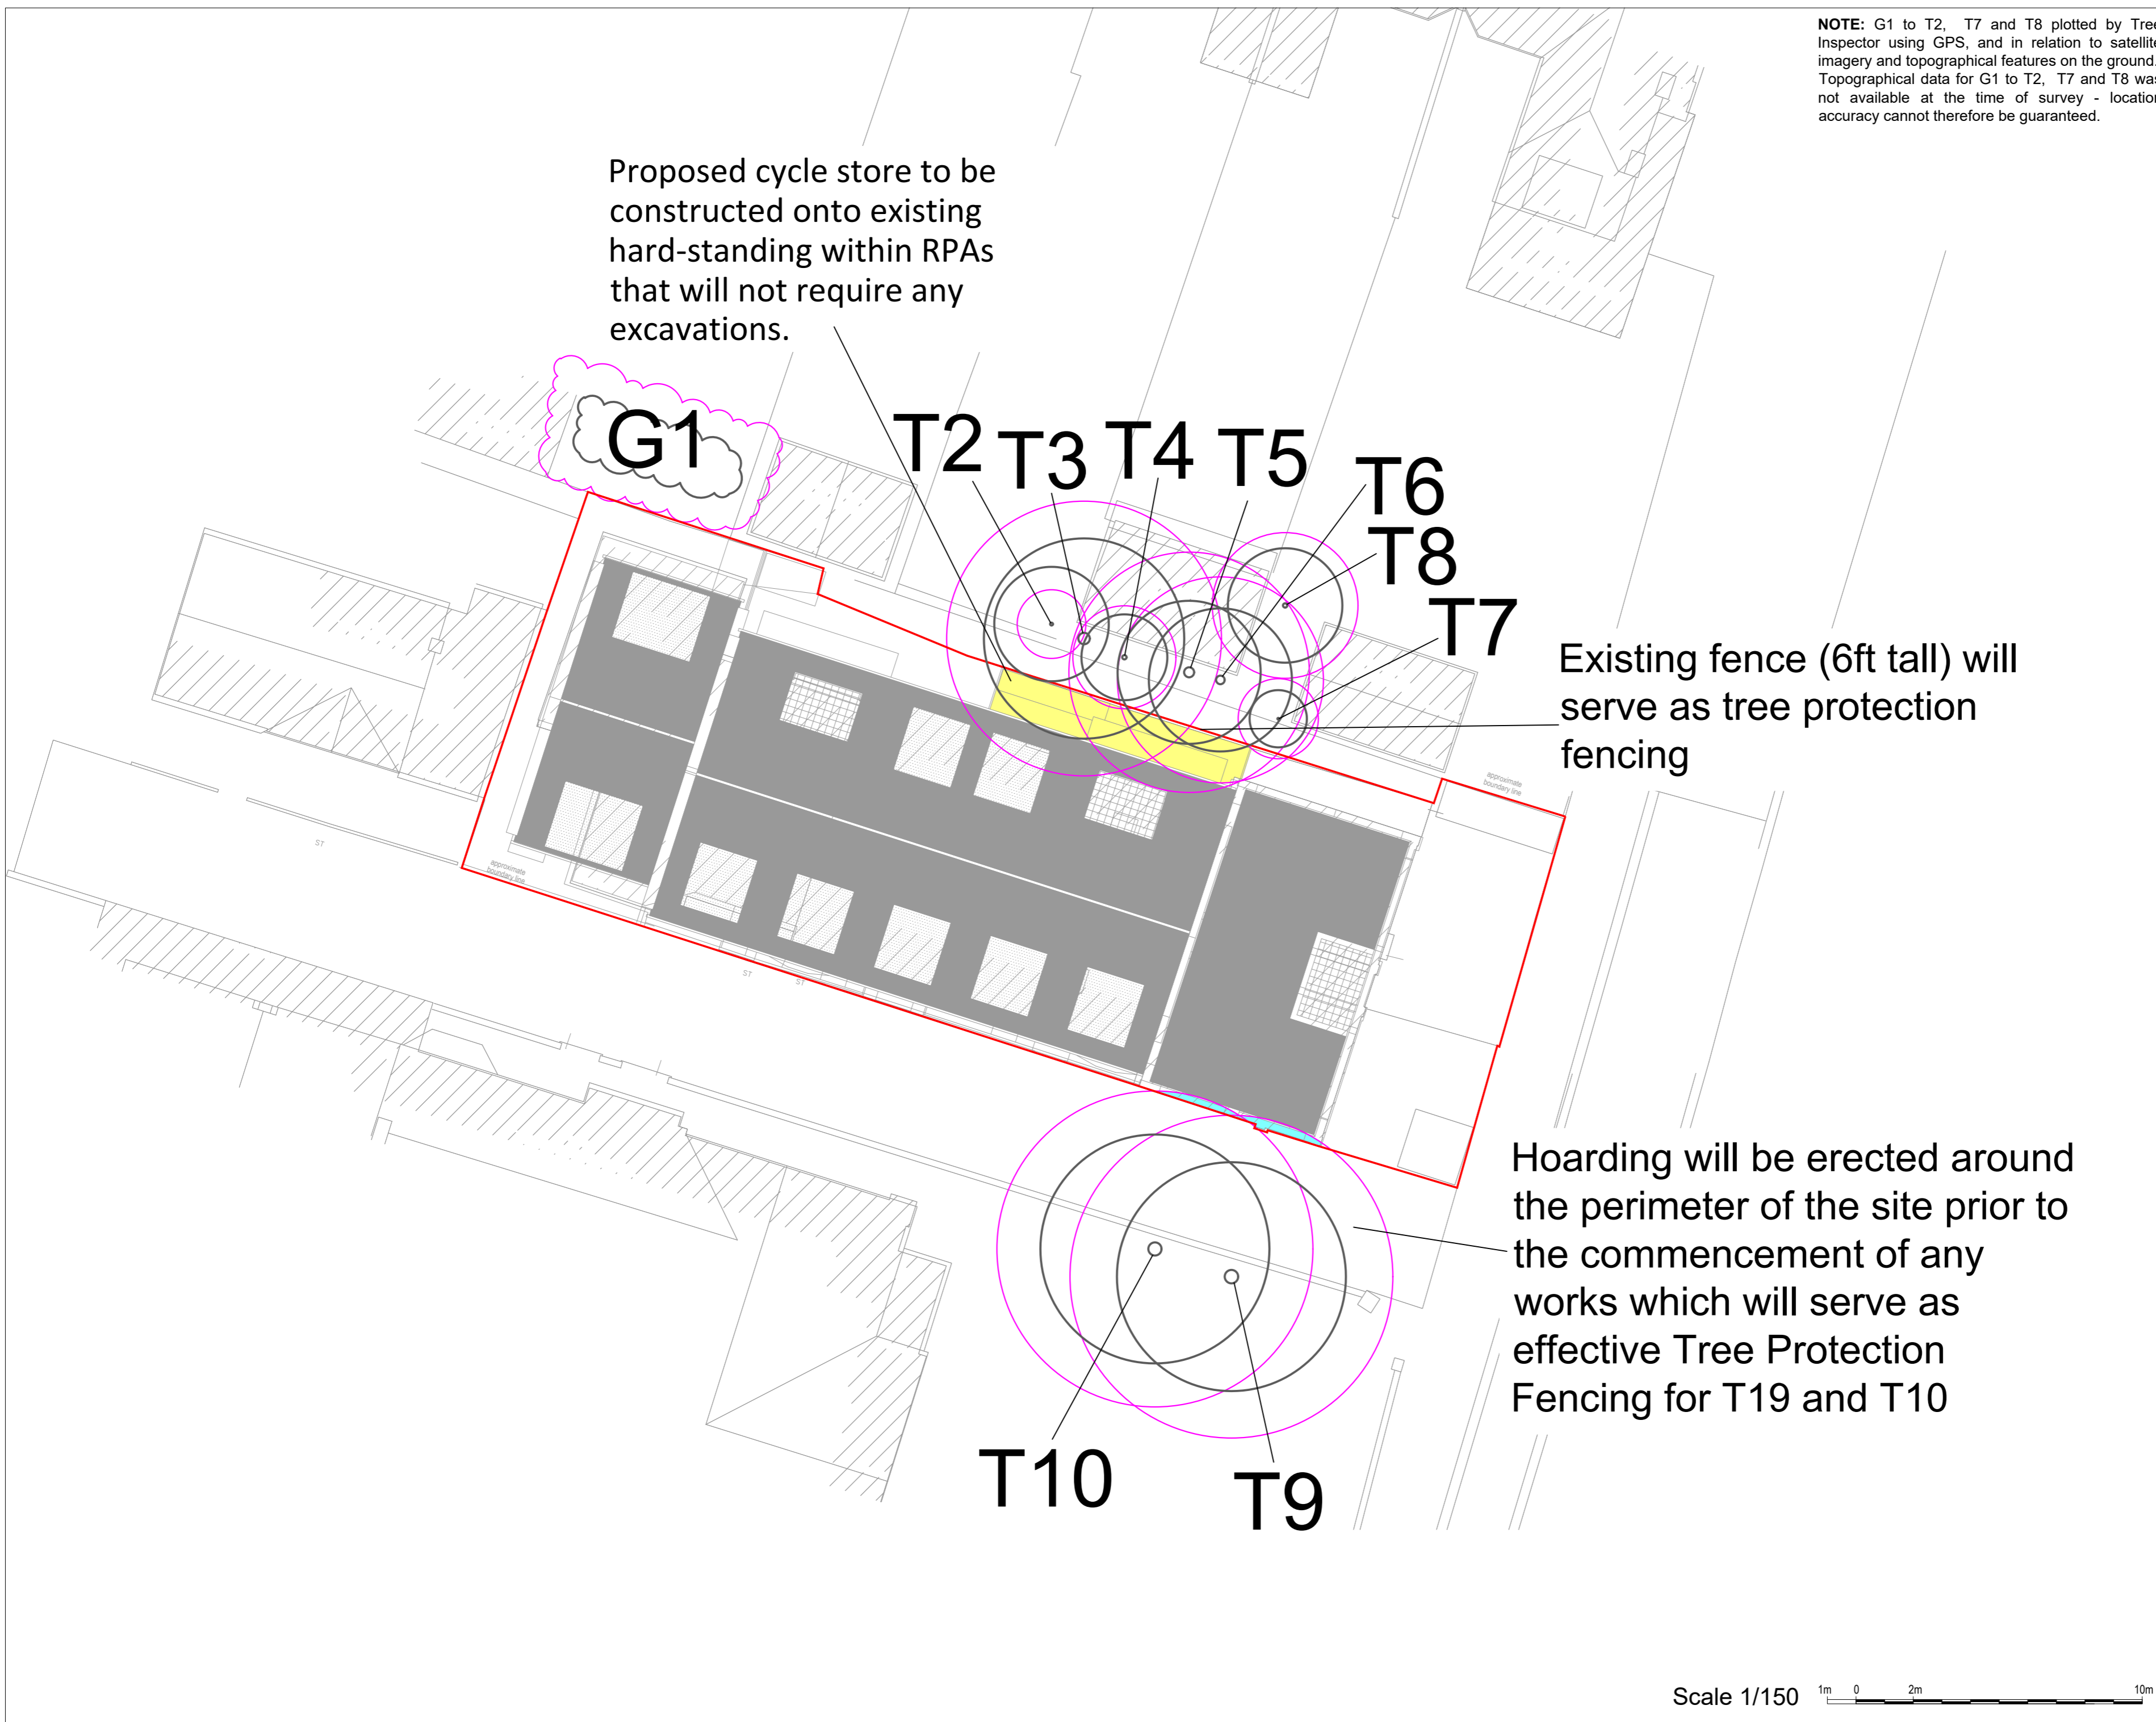 NOTE: G1 to T2, T7 and T8 plotted by Tree
Inspector using GPS, and in relation to satellite
imagery and topographical features on the ground.
Topographical data for G1 to T2, T7 and T8 was
not available at the time of survey - location
accuracy cannot therefore be guaranteed.
Proposed cycle store to be
constructed onto existing
hard-standing within RPAs
that will not require any
excavations.
G1
T2
T3
T4
T5
T6
T8
T7
Existing fence (6ft tall) will
serve as tree protection
fencing
approximate
boundary line
ST
approximate
boundary line
ST
ST
Hoarding will be erected around
the perimeter of the site prior to
the commencement of any
works which will serve as
effective Tree Protection
Fencing for T19 and T10
T10
T9
Scale 1/150
1m 0 2m 10m